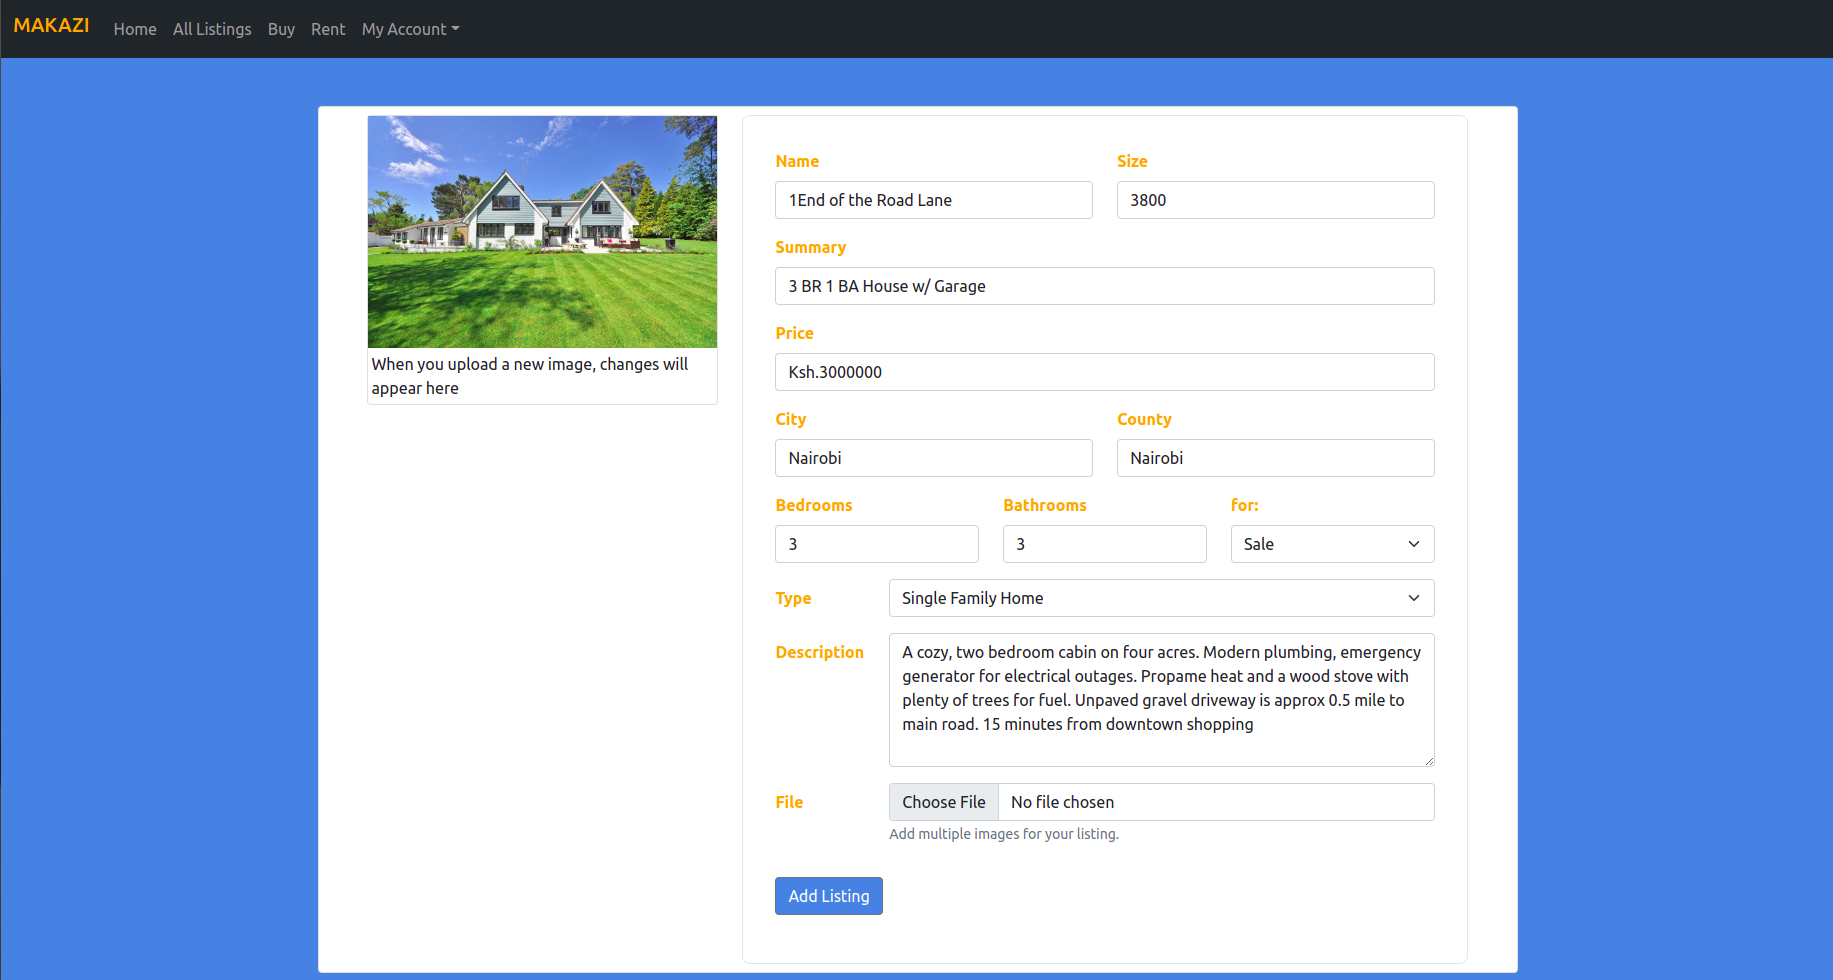 MAKAZI
Home
All Listings
Buy
Rent
My Account
When you upload a new image, changes will
appear here
Name
Size
1End of the Road Lane
3800
Summary
3 BR 1 BA House w/ Garage
Price
Ksh.3000000
City
County
Nairobi
Nairobi
Bedrooms
Bathrooms
for:
3
3
Sale
Type
Single Family Home
Description
A cozy, two bedroom cabin on four acres. Modern plumbing, emergency
generator for electrical outages. Propame heat and a wood stove with
plenty of trees for fuel. Unpaved gravel driveway is approx 0.5 mile to
main road. 15 minutes from downtown shopping
File
Choose File
No file chosen
Add multiple images for your listing.
Add Listing